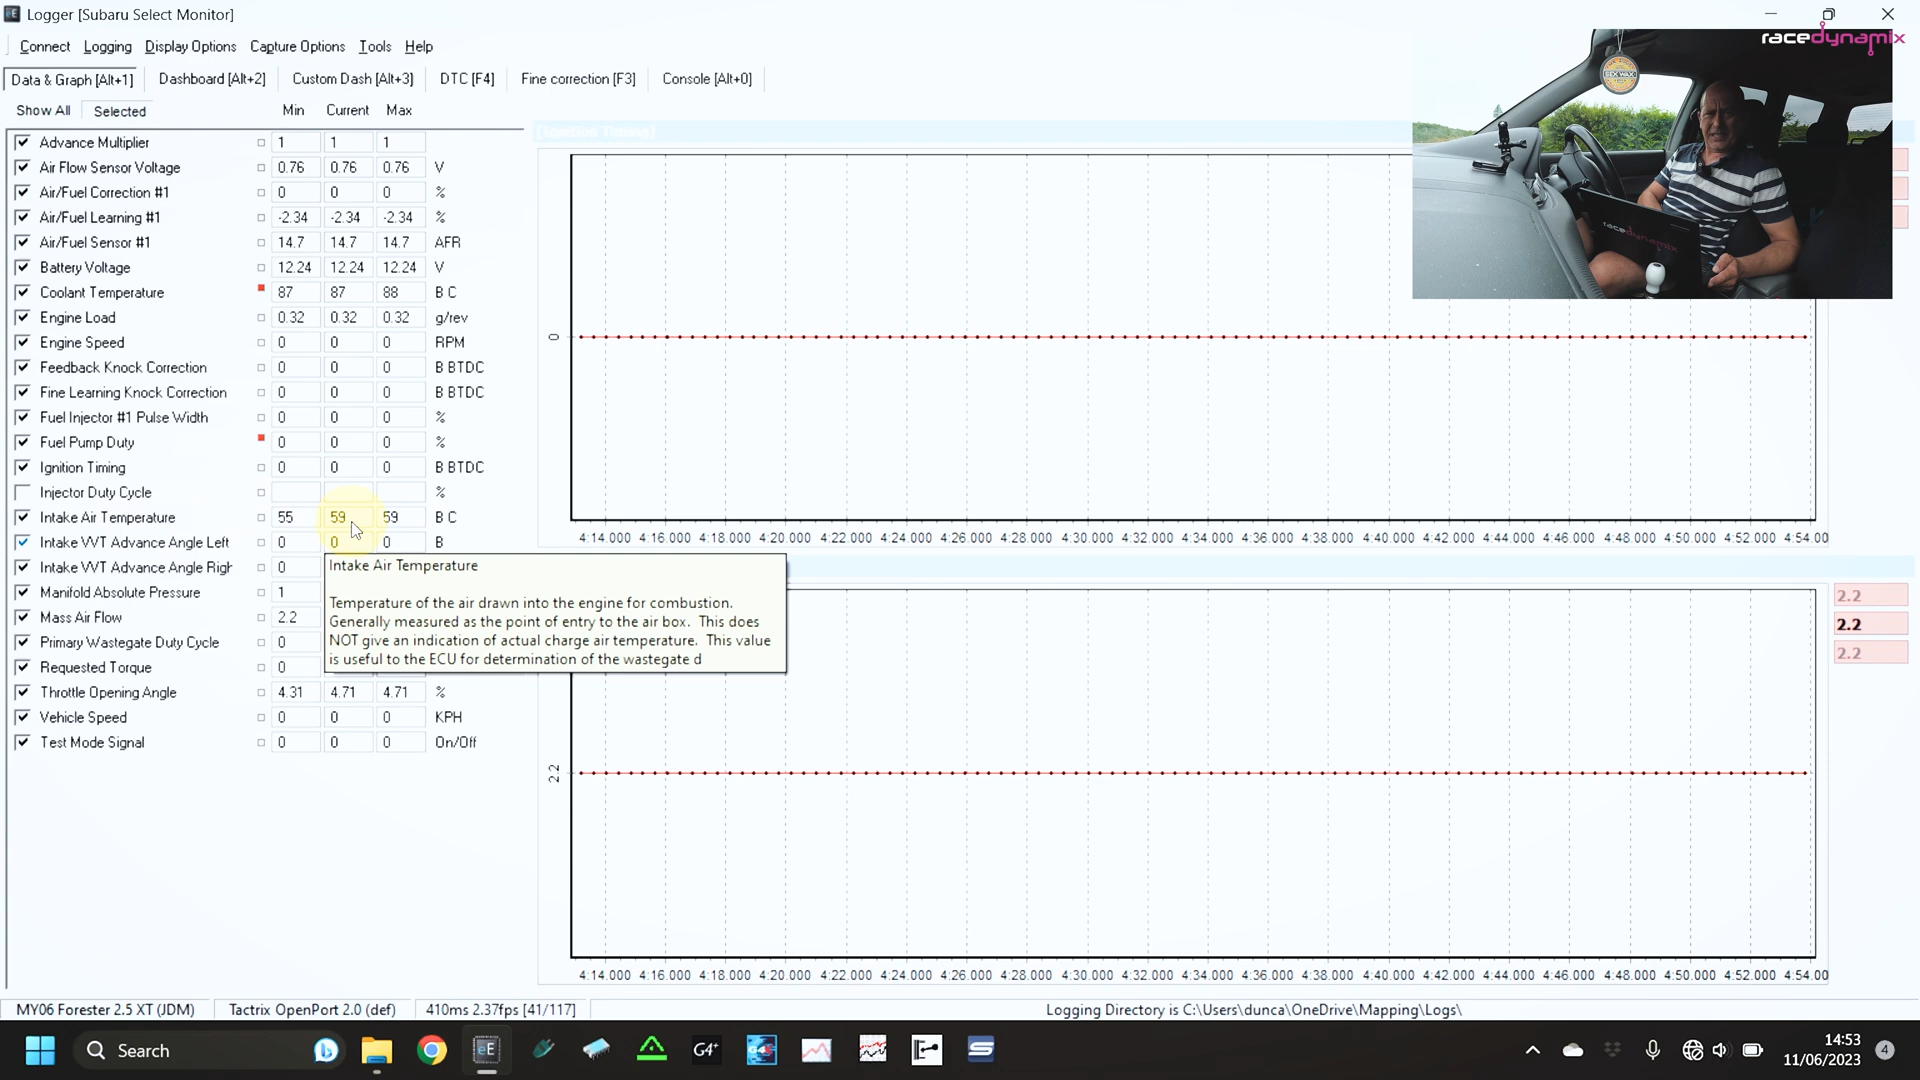 Logger [Subaru Select Monitor]
racedynamix
Connect Logging Display Options Capture Options Tools Help
Data & Graph [Alt+1] Dashboard [Alt+2] Custom Dash [Alt+3] DTC [F4] Fine correction [F3] Console [Alt+0]
Show All Selected Min Current Max
[Ignition Timing]
Advance Multiplier 1 1 1
Air Flow Sensor Voltage 0.76 0.76 0.76 V
Air/Fuel Correction #1 0 0 0 %
Air/Fuel Learning #1 -2.34 -2.34 -2.34 %
Air/Fuel Sensor #1 14.7 14.7 14.7 AFR
Battery Voltage 12.24 12.24 12.24 V
Coolant Temperature 87 87 88 B C
Engine Load 0.32 0.32 0.32 g/rev
Engine Speed 0 0 0 RPM
Feedback Knock Correction 0 0 0 B BTDC
Fine Learning Knock Correction 0 0 0 B BTDC
Fuel Injector #1 Pulse Width 0 0 0 %
Fuel Pump Duty 0 0 0 %
Ignition Timing 0 0 0 B BTDC
Injector Duty Cycle %
Intake Air Temperature 55 59 59 B C
Intake VVT Advance Angle Left 0 0 0 B
Intake VVT Advance Angle Righ 0
Manifold Absolute Pressure 1
Mass Air Flow 2.2
Primary Wastegate Duty Cycle 0
Requested Torque 0
Throttle Opening Angle 4.31 4.71 4.71 %
Vehicle Speed 0 0 0 KPH
Test Mode Signal 0 0 0 On/Off
Intake Air Temperature
Temperature of the air drawn into the engine for combustion.
Generally measured as the point of entry to the air box. This does
NOT give an indication of actual charge air temperature. This value
is useful to the ECU for determination of the wastegate d
SEX WAX
racedynamix
0
4:14.000 4:16.000 4:18.000 4:20.000 4:22.000 4:24.000 4:26.000 4:28.000 4:30.000 4:32.000 4:34.000 4:36.000 4:38.000 4:40.000 4:42.000 4:44.000 4:46.000 4:48.000 4:50.000 4:52.000 4:54.00
2.2
2.2
2.2
2.2
4:14.000 4:16.000 4:18.000 4:20.000 4:22.000 4:24.000 4:26.000 4:28.000 4:30.000 4:32.000 4:34.000 4:36.000 4:38.000 4:40.000 4:42.000 4:44.000 4:46.000 4:48.000 4:50.000 4:52.000 4:54.00
MY06 Forester 2.5 XT (JDM) Tactrix OpenPort 2.0 (def) 410ms 2.37fps [41/117] Logging Directory is C:\Users\dunca\OneDrive\Mapping\Logs\
Search eE G4+ 14:53
11/06/2023 4